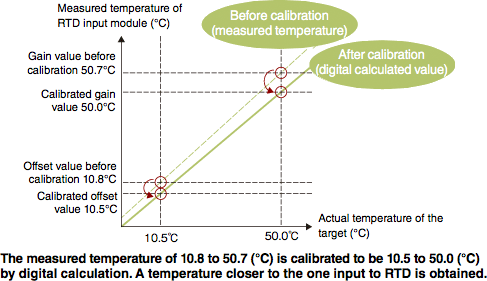 Measured temperature of
RTD input module (°C)
Before calibration
(measured temperature)
After calibration
(digital calculated value)
Gain value before
calibration 50.7°C
Calibrated gain
value 50.0°C
Offset value before
calibration 10.8°C
Calibrated offset
value 10.5°C
10.5℃
50.0℃
Actual temperature of the
target (°C)
The measured temperature of 10.8 to 50.7 (°C) is calibrated to be 10.5 to 50.0 (°C)
by digital calculation. A temperature closer to the one input to RTD is obtained.